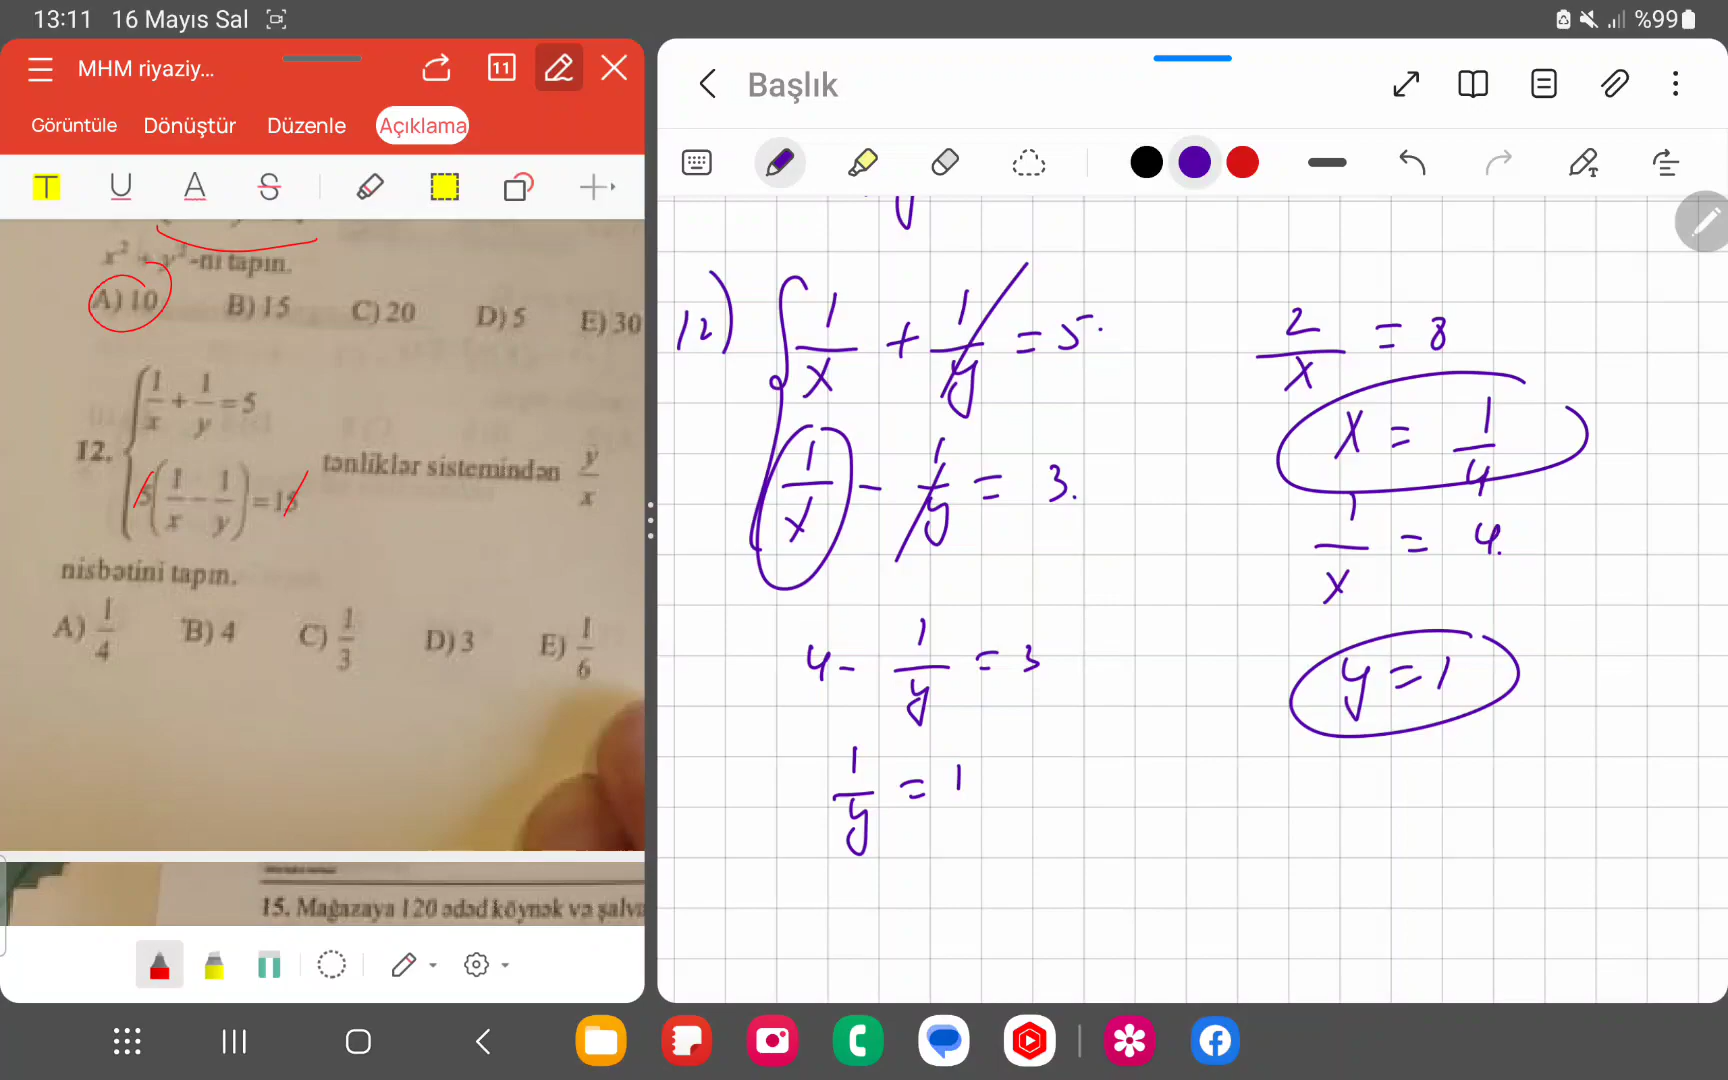 13:11 16 Mayıs Sal
%99
MHM riyaziy...
11
Görüntüle Dönüştür Düzenle Açıklama
T U A S
x² + y²-nı tapın.
A) 10 B) 15 C) 20 D) 5 E) 30
12. { 1/x + 1/y = 5
5(1/x - 1/y) = 15 tənliklər sistemindən y/x
nisbətini tapın.
A) 1/4 B) 4 C) 1/3 D) 3 E) 1/6
15. Mağazaya 120 ədəd köynək və şalva
Başlık
y
12) { 1/x + 1/y = 5.
1/x - 1/y = 3.
4 - 1/y = 3
1/y = 1
2/x = 8
x = 1/4
1/x = 4.
y = 1